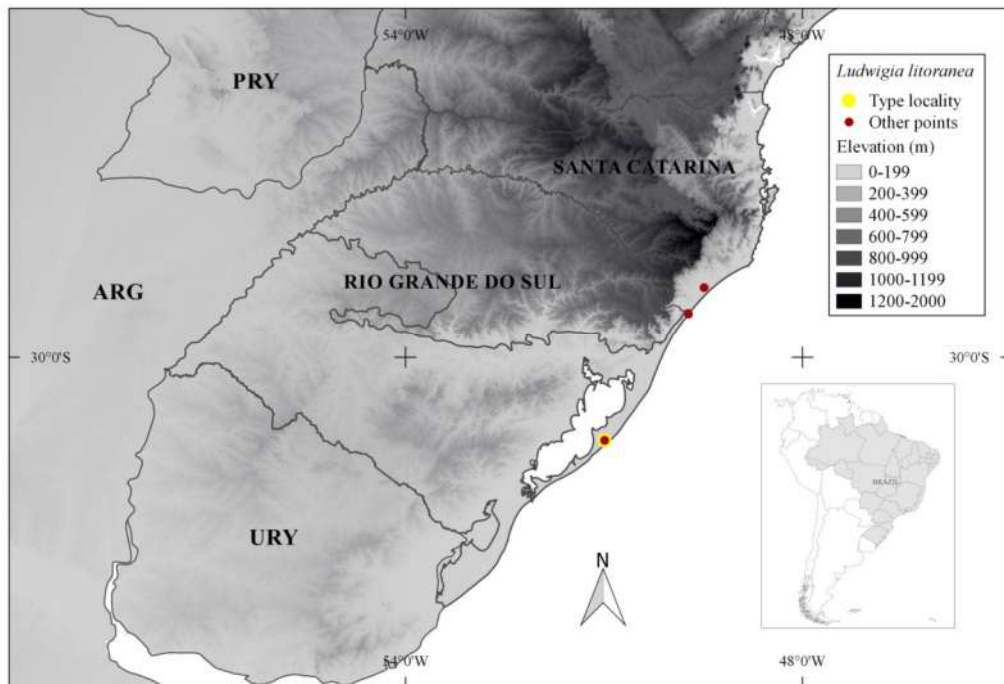 54°0'W
48°0'W
PRY
Ludwigia litoranea
Type locality
Other points
Elevation (m)
0-199
200-399
400-599
600-799
800-999
1000-1199
1200-2000
SANTA CATARINA
ARG
RIO GRANDE DO SUL
30°0'S
30°0'S
BRAZIL
URY
N
54°0'W
48°0'W